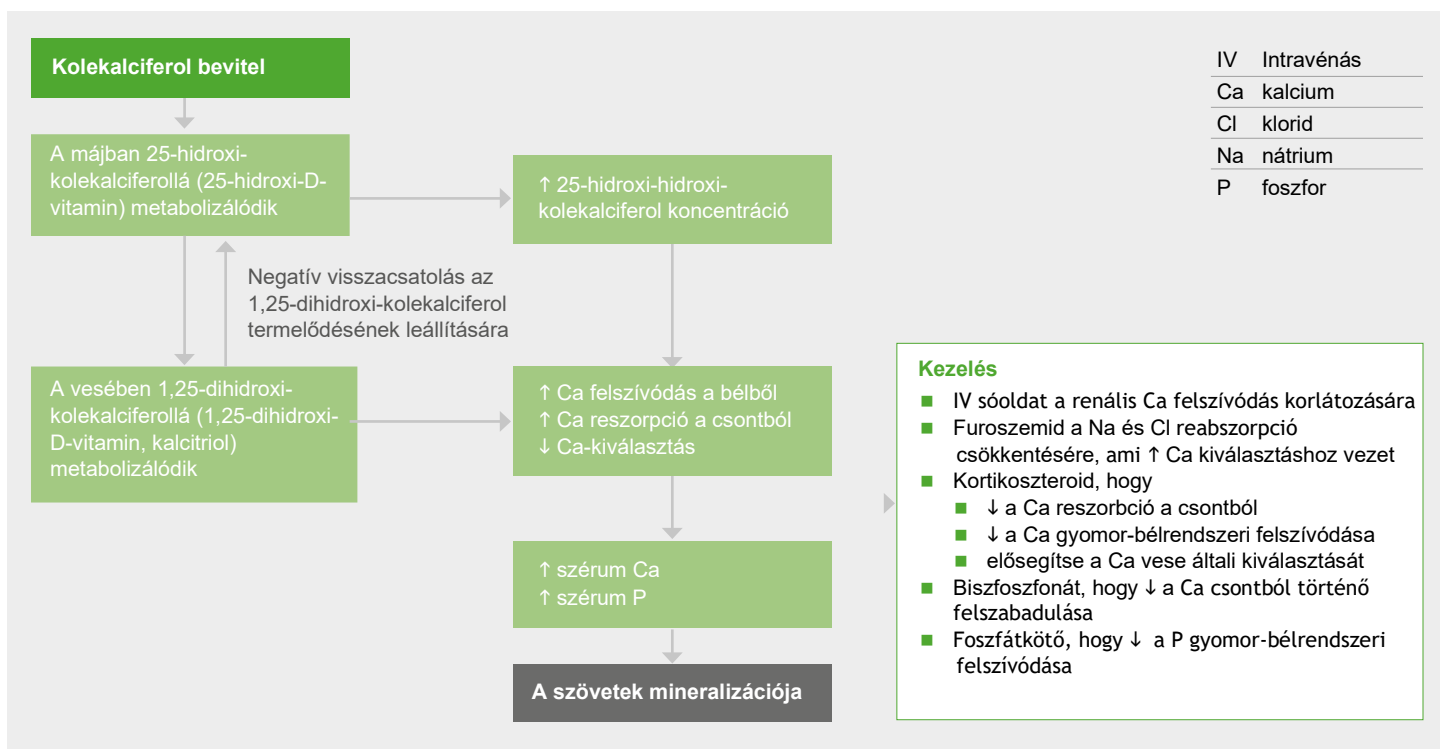 Kolekalciferol bevitel
A májban 25-hidroxi-
kolekalciferollá (25-hidroxi-D-
vitamin) metabolizálódik
↑ 25-hidroxi-hidroxi-
kolekalciferol koncentráció
Negatív visszacsatolás az
1,25-dihidroxi-kolekalciferol
termelődésének leállítására
A vesében 1,25-dihidroxi-
kolekalciferollá (1,25-dihidroxi-
D-vitamin, kalcitriol)
metabolizálódik
↑ Ca felszívódás a bélből
↑ Ca reszorpció a csontból
↓ Ca-kiválasztás
↑ szérum Ca
↑ szérum P
A szövetek mineralizációja
IV Intravénás
Ca kalcium
Cl klorid
Na nátrium
P foszfor
Kezelés
■ IV sóoldat a renális Ca felszívódás korlátozására
■ Furoszemid a Na és Cl reabszorpció
csökkentésére, ami ↑ Ca kiválasztáshoz vezet
■ Kortikoszteroid, hogy
■ ↓ a Ca reszorbció a csontból
■ ↓ a Ca gyomor-bélrendszeri felszívódása
■ elősegítse a Ca vese általi kiválasztását
■ Biszfoszfonát, hogy ↓ a Ca csontból történő
felszabadulása
■ Foszfátkötő, hogy ↓ a P gyomor-bélrendszeri
felszívódása